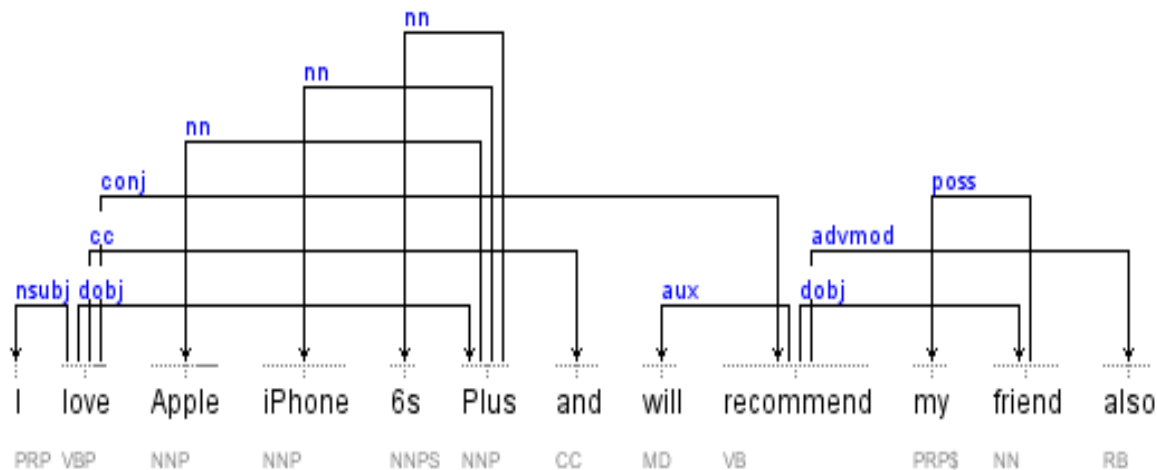 nn
nn
nn
conj poss
cc advmod
nsubj dobj aux dobj
I love Apple iPhone 6s Plus and will recommend my friend also
PRP VBP NNP NNP NNPS NNP CC MD VB PRP$ NN RB